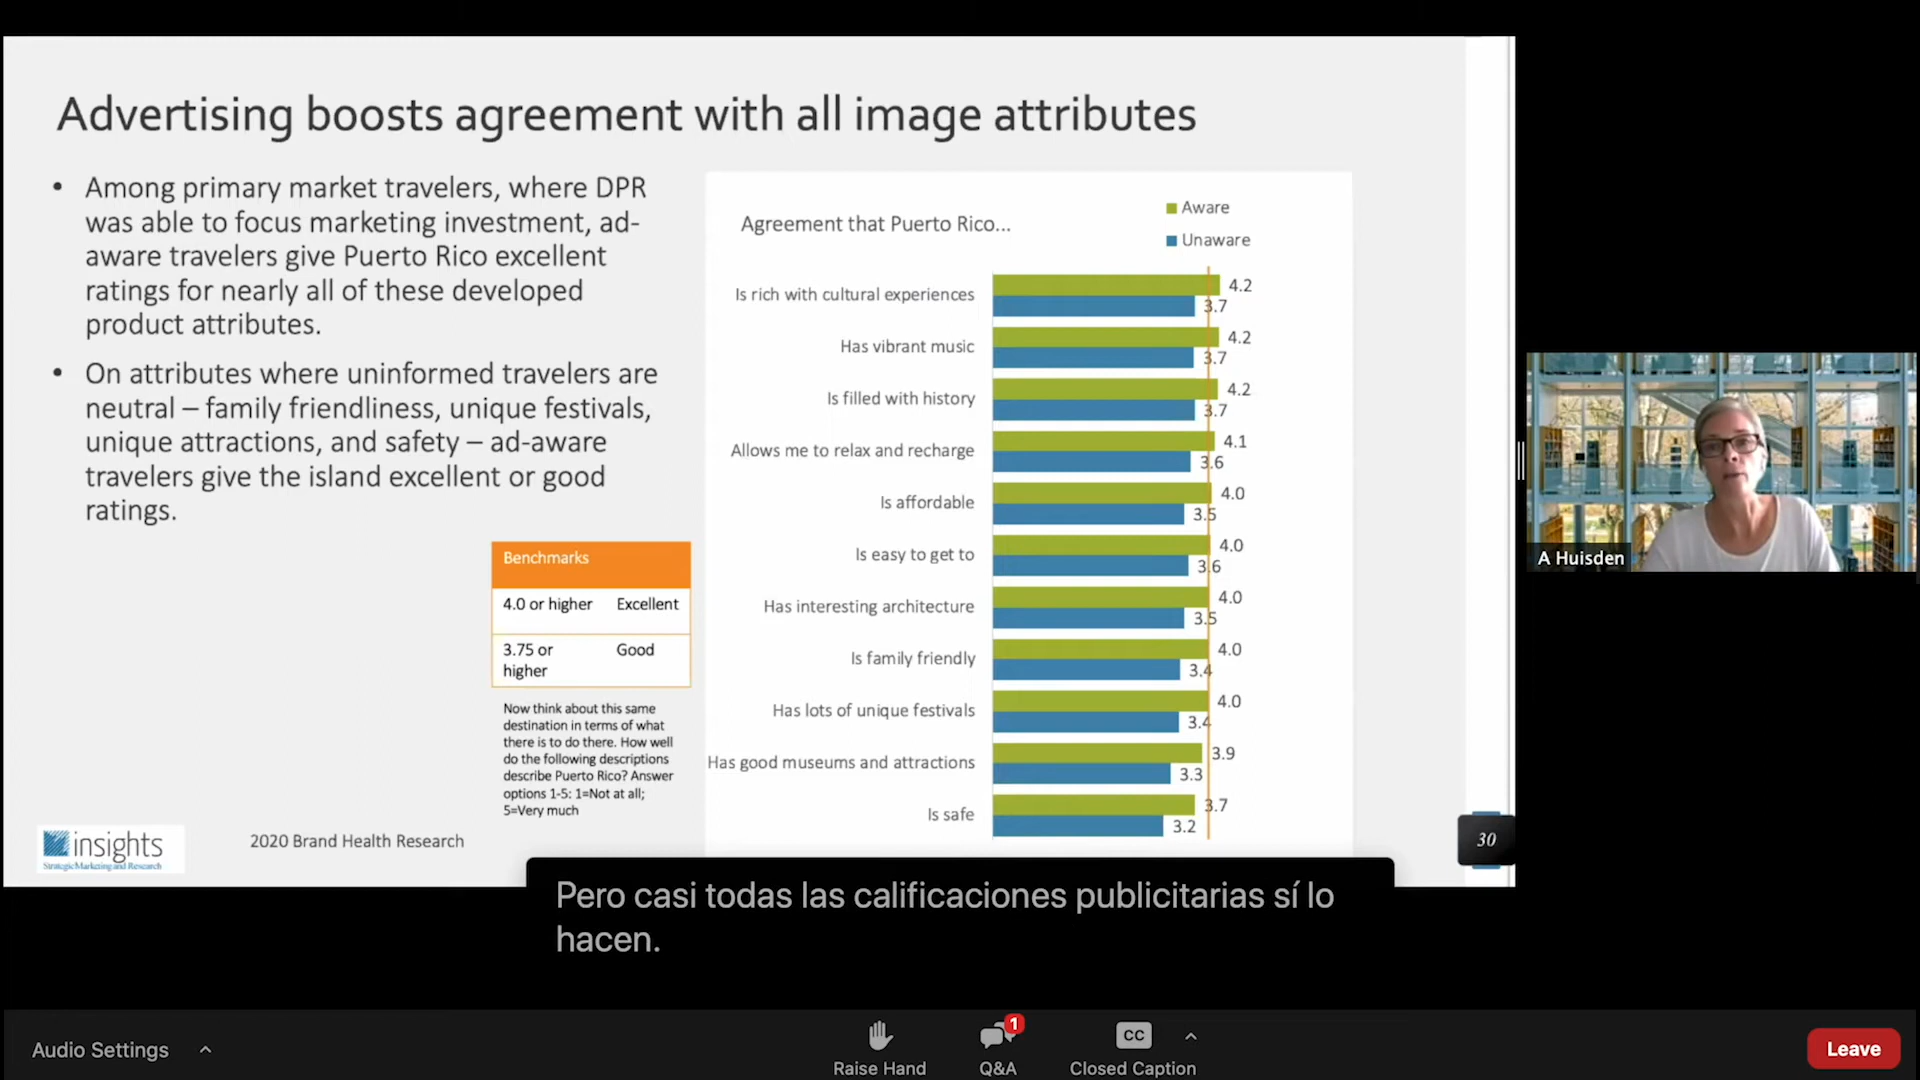 Advertising boosts agreement with all image attributes
• Among primary market travelers, where DPR
was able to focus marketing investment, ad-
aware travelers give Puerto Rico excellent
ratings for nearly all of these developed
product attributes.
• On attributes where uninformed travelers are
neutral – family friendliness, unique festivals,
unique attractions, and safety – ad-aware
travelers give the island excellent or good
ratings.
Benchmarks
4.0 or higher Excellent
3.75 or Good
higher
Now think about this same
destination in terms of what
there is to do there. How well
do the following descriptions
describe Puerto Rico? Answer
options 1-5: 1=Not at all;
5=Very much
insights
Strategic Marketing and Research
2020 Brand Health Research
Agreement that Puerto Rico...
Aware
Unaware
Is rich with cultural experiences 4.2
3.7
Has vibrant music 4.2
3.7
Is filled with history 4.2
3.7
Allows me to relax and recharge 4.1
3.6
Is affordable 4.0
3.5
Is easy to get to 4.0
3.6
Has interesting architecture 4.0
3.5
Is family friendly 4.0
3.4
Has lots of unique festivals 4.0
3.4
Has good museums and attractions 3.9
3.3
Is safe 3.7
3.2
30
A Huisden
Pero casi todas las calificaciones publicitarias sí lo
hacen.
Audio Settings
Raise Hand
1
Q&A
CC
Closed Caption
Leave